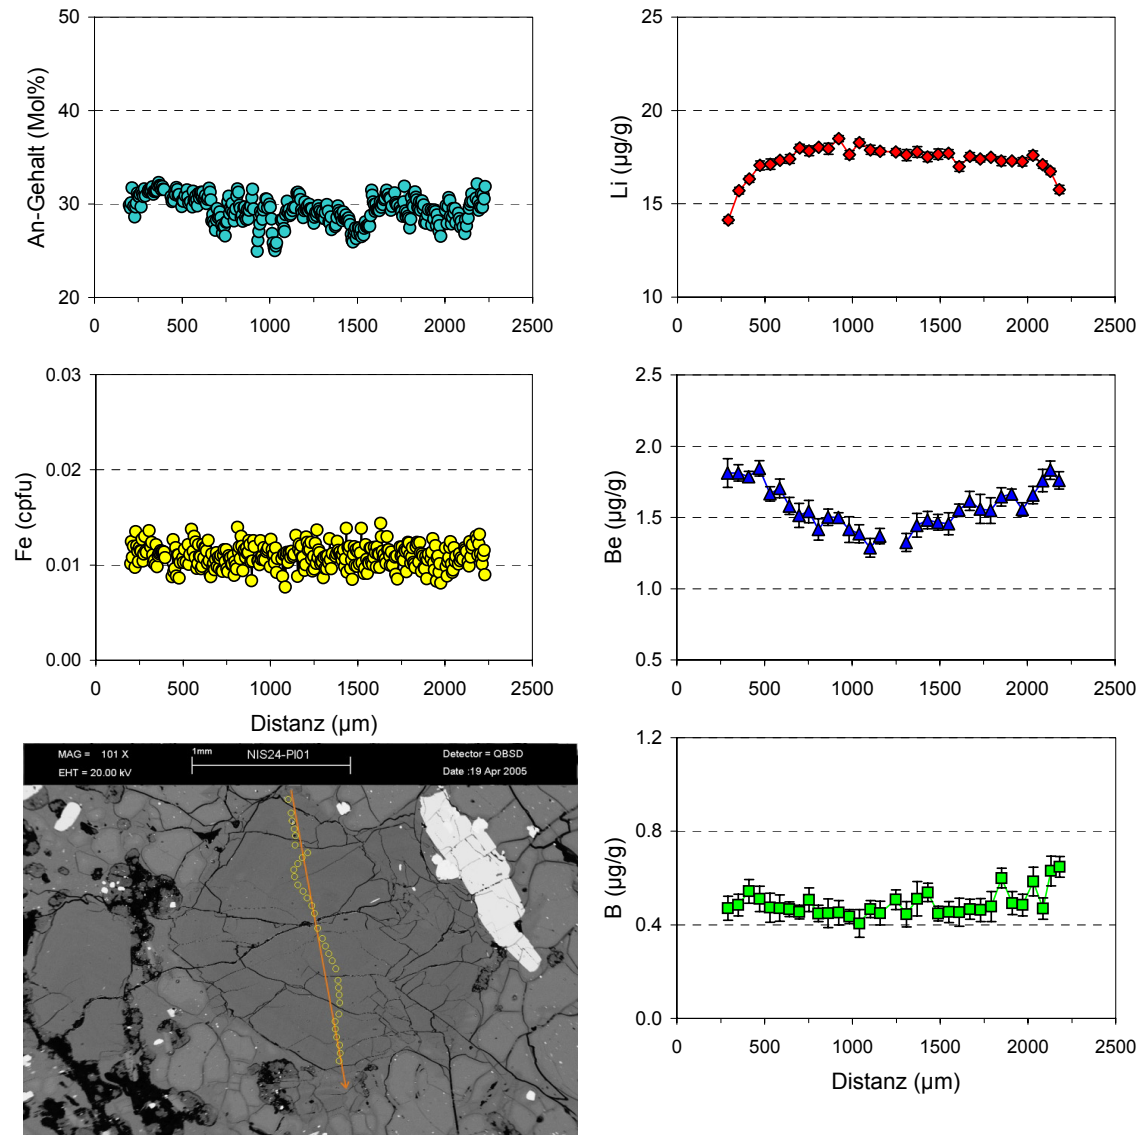 An-Gehalt (Mol%)
50
40
30
20
0 500 1000 1500 2000 2500
Li (µg/g)
25
20
15
10
0 500 1000 1500 2000 2500
Fe (cpfu)
0.03
0.02
0.01
0.00
0 500 1000 1500 2000 2500
Distanz (µm)
Be (µg/g)
2.5
2.0
1.5
1.0
0.5
0 500 1000 1500 2000 2500
MAG = 101 X
EHT = 20.00 kV
1mm
NIS24-Pl01
Detector = QBSD
Date :19 Apr 2005
B (µg/g)
1.2
0.8
0.4
0.0
0 500 1000 1500 2000 2500
Distanz (µm)